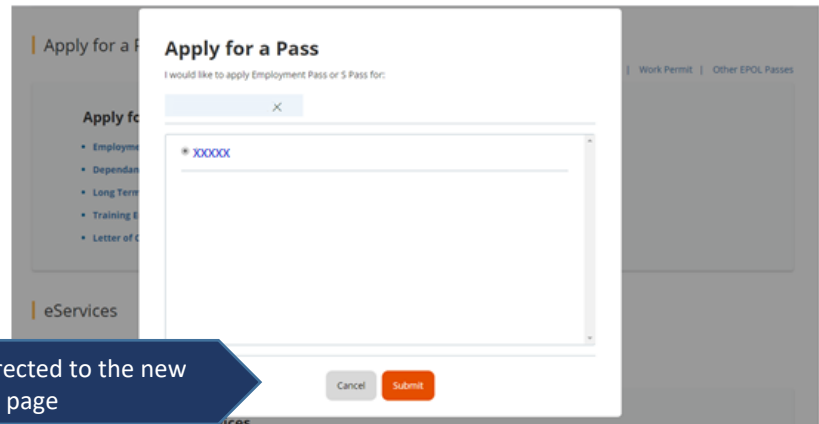 Apply for a P
Work Permit | Other EPOL Passes
Apply fo
Employme
Dependan
Long Term
Training E
Letter of C
eServices
Apply for a Pass
I would like to apply Employment Pass or S Pass for:
XXXXX
Cancel
Submit
rected to the new
page
ices